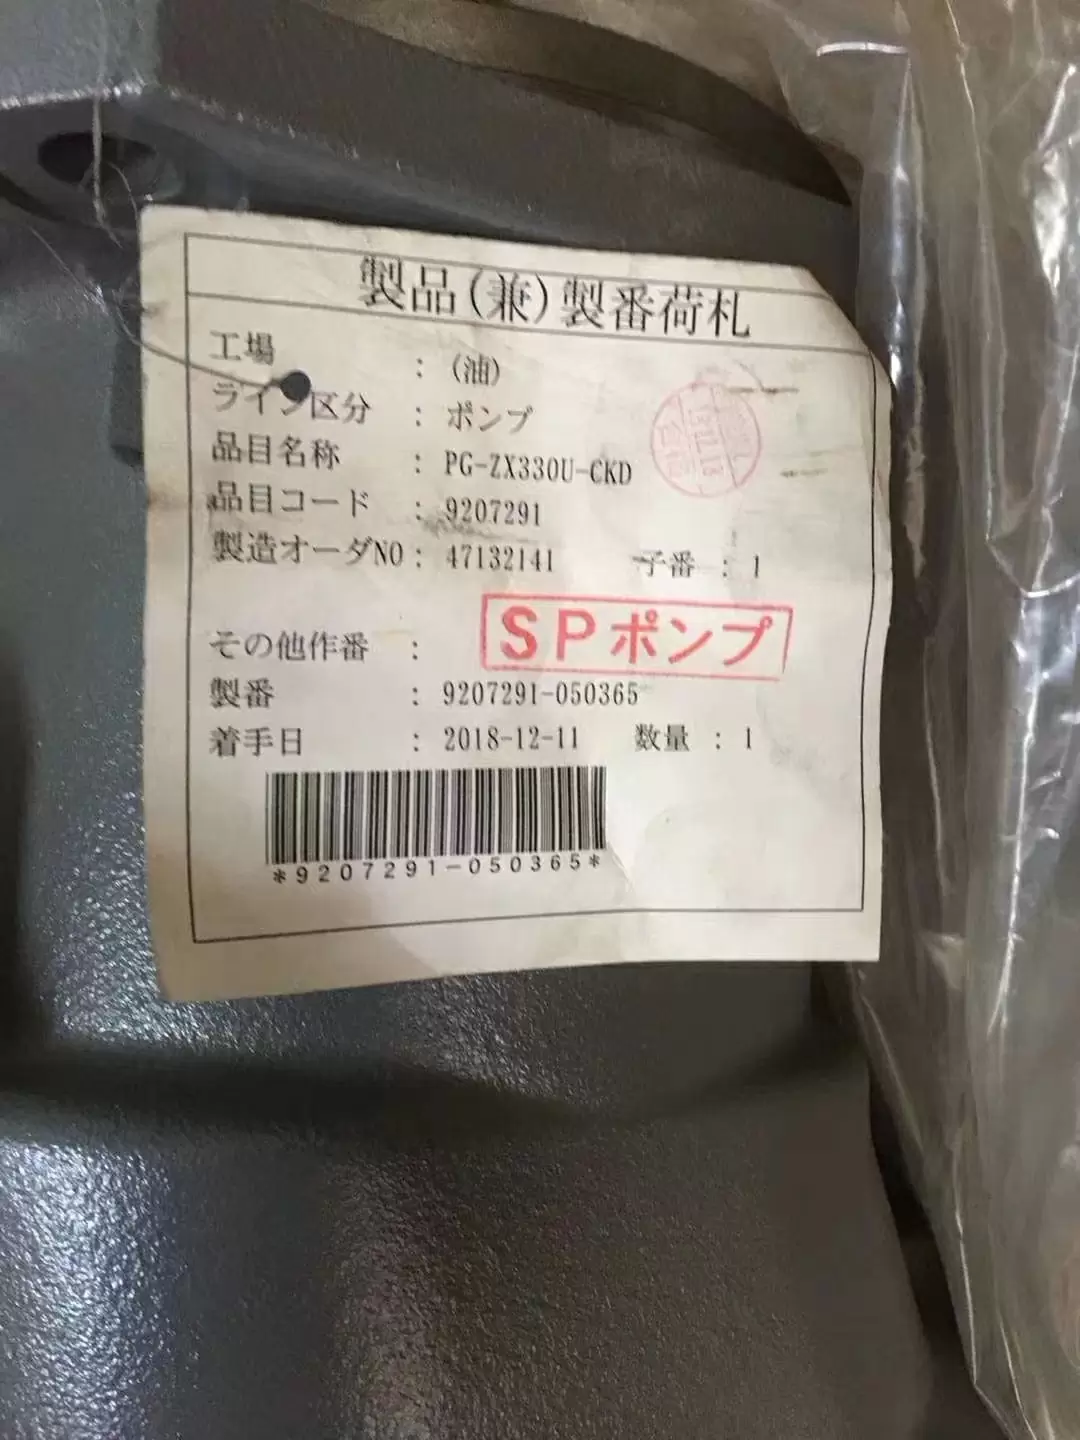 製品(兼)製番荷札
工場 : (油)
ライン区分 : ポンプ
品目名称 : PG-ZX330U-CKD
品目コード : 9207291
製造オーダNO : 47132141 子番 : 1
SPポンプ
その他作番 :
製番 : 9207291-050365
着手日 : 2018-12-11 数量 : 1
*9207291-050365*